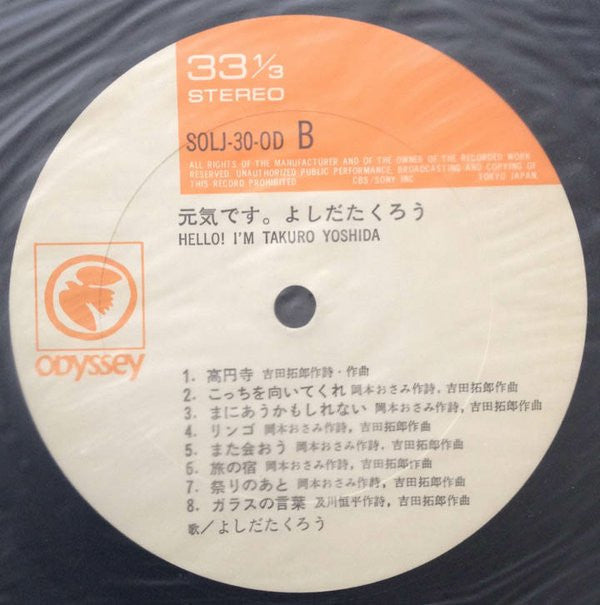 33 1/3
STEREO
SOLJ-30-OD B
ALL RIGHTS OF THE MANUFACTURER AND OF THE OWNER OF THE RECORDED WORK
RESERVED. UNAUTHORIZED PUBLIC PERFORMANCE, BROADCASTING AND COPYING OF
THIS RECORD PROHIBITED CBS/SONY INC TOKYO JAPAN.
元気です。よしだたくろう
HELLO! I'M TAKURO YOSHIDA
ODYSSEY
1. 高円寺 吉田拓郎作詩・作曲
2. こっちを向いてくれ 岡本おさみ作詩, 吉田拓郎作曲
3. まにあうかもしれない 岡本おさみ作詩, 吉田拓郎作曲
4. リンゴ 岡本おさみ作詩, 吉田拓郎作曲
5. また会おう 岡本おさみ作詩, 吉田拓郎作曲
6. 旅の宿 岡本おさみ作詩, 吉田拓郎作曲
7. 祭りのあと 岡本おさみ作詩, 吉田拓郎作曲
8. ガラスの言葉 及川恒平作詩, 吉田拓郎作曲
歌/よしだたくろう